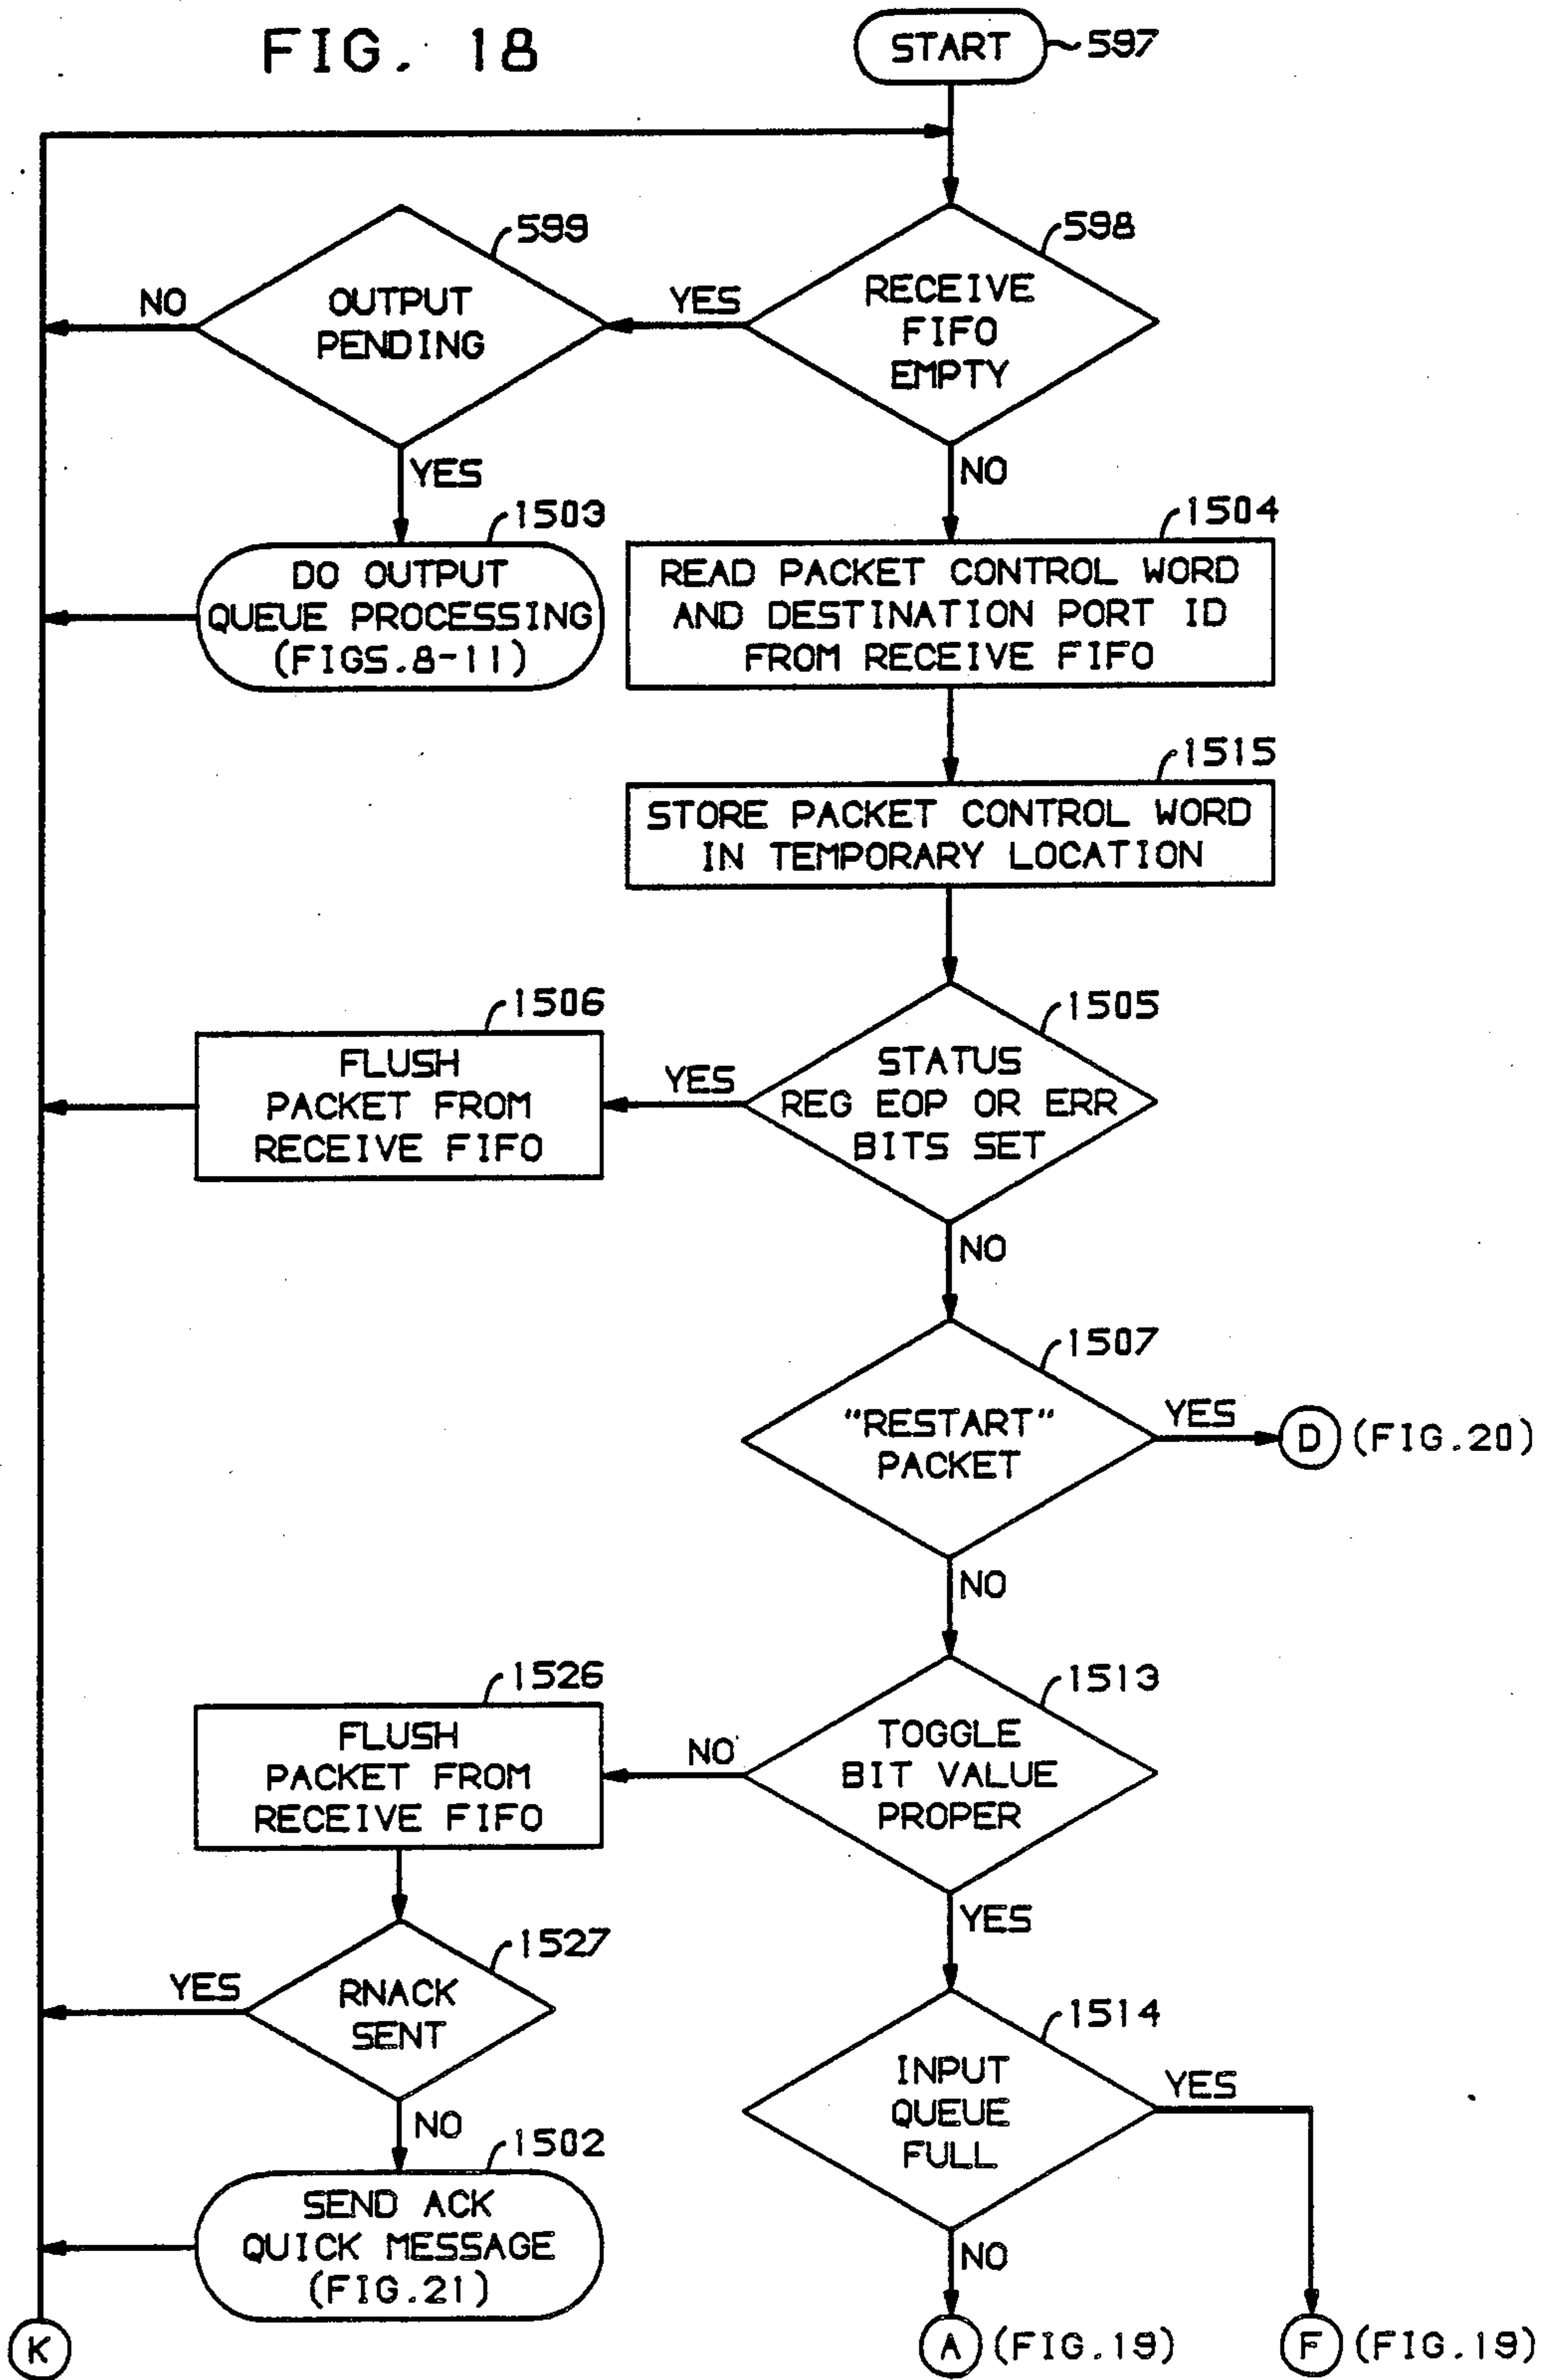 FIG. 18
START
597
599
598
OUTPUT
PENDING
NO
YES
RECEIVE
FIFO
EMPTY
YES
NO
1503
1504
DO OUTPUT
QUEUE PROCESSING
(FIGS.8-11)
READ PACKET CONTROL WORD
AND DESTINATION PORT ID
FROM RECEIVE FIFO
1515
STORE PACKET CONTROL WORD
IN TEMPORARY LOCATION
1506
1505
FLUSH
PACKET FROM
RECEIVE FIFO
YES
STATUS
REG EOP OR ERR
BITS SET
NO
1507
"RESTART"
PACKET
YES
D (FIG.20)
NO
1526
1513
FLUSH
PACKET FROM
RECEIVE FIFO
NO
TOGGLE
BIT VALUE
PROPER
YES
1527
YES
RNACK
SENT
1514
NO
INPUT
QUEUE
FULL
YES
1502
SEND ACK
QUICK MESSAGE
(FIG.21)
NO
K
A (FIG.19)
F (FIG.19)